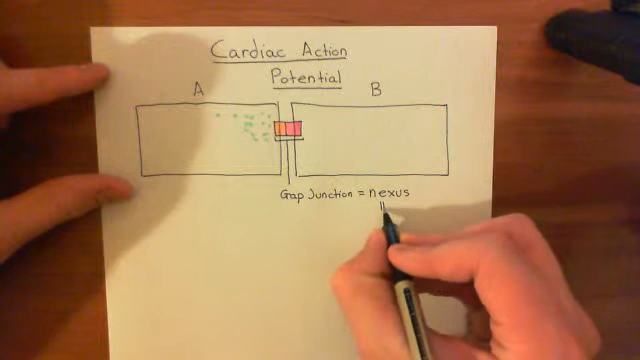 Cardiac Action
Potential
A
B
Gap Junction = nexus